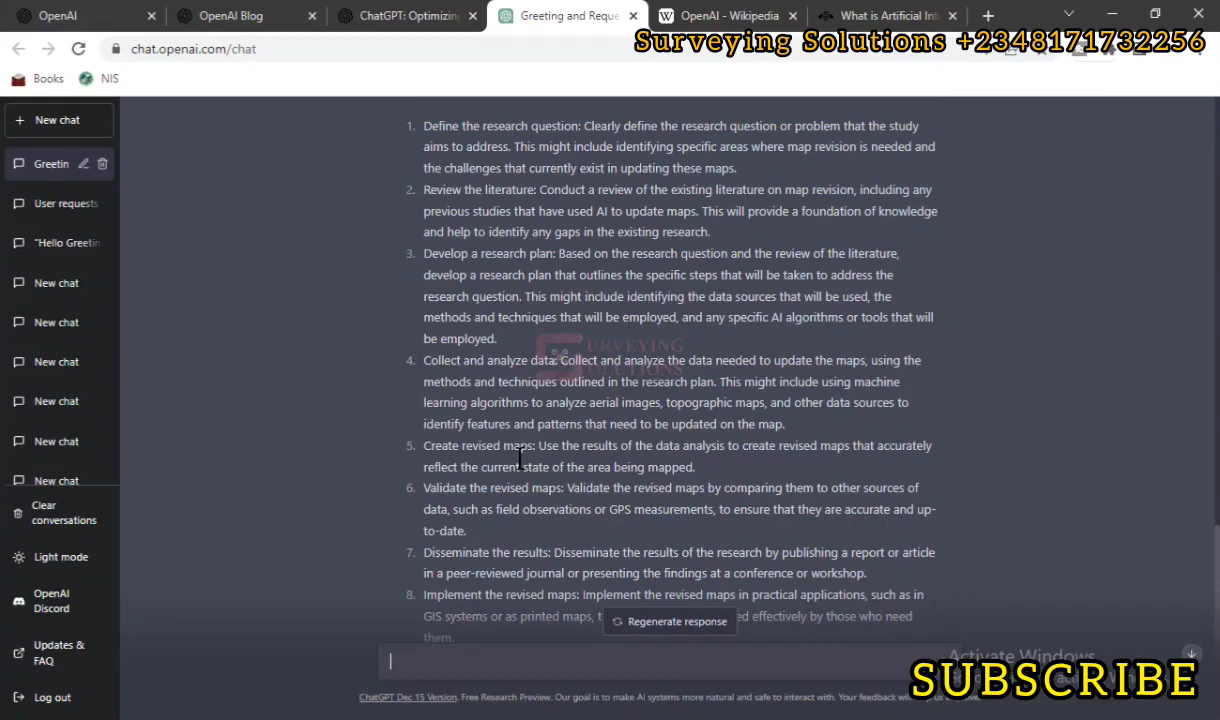 OpenAI
OpenAI Blog
ChatGPT: Optimizing
Greeting and Reque
OpenAI - Wikipedia
What is Artificial Int
chat.openai.com/chat
Surveying Solutions +2348171732256
Books
NIS
New chat
Greetin
User requests
"Hello Greetin
New chat
New chat
New chat
New chat
New chat
New chat
Clear
conversations
Light mode
OpenAI
Discord
Updates &
FAQ
Log out
1. Define the research question: Clearly define the research question or problem that the study
aims to address. This might include identifying specific areas where map revision is needed and
the challenges that currently exist in updating these maps.
2. Review the literature: Conduct a review of the existing literature on map revision, including any
previous studies that have used AI to update maps. This will provide a foundation of knowledge
and help to identify any gaps in the existing research.
3. Develop a research plan: Based on the research question and the review of the literature,
develop a research plan that outlines the specific steps that will be taken to address the
research question. This might include identifying the data sources that will be used, the
methods and techniques that will be employed, and any specific AI algorithms or tools that will
be employed.
4. Collect and analyze data: Collect and analyze the data needed to update the maps, using the
methods and techniques outlined in the research plan. This might include using machine
learning algorithms to analyze aerial images, topographic maps, and other data sources to
identify features and patterns that need to be updated on the map.
5. Create revised maps: Use the results of the data analysis to create revised maps that accurately
reflect the current state of the area being mapped.
6. Validate the revised maps: Validate the revised maps by comparing them to other sources of
data, such as field observations or GPS measurements, to ensure that they are accurate and up-
to-date.
7. Disseminate the results: Disseminate the results of the research by publishing a report or article
in a peer-reviewed journal or presenting the findings at a conference or workshop.
8. Implement the revised maps: Implement the revised maps in practical applications, such as in
GIS systems or as printed maps, t ed effectively by those who need
them.
SURVEYING
SOLUTIONS
Regenerate response
Activate Windows
SUBSCRIBE
ChatGPT Dec 15 Version. Free Research Preview. Our goal is to make AI systems more natural and safe to interact with. Your feedback